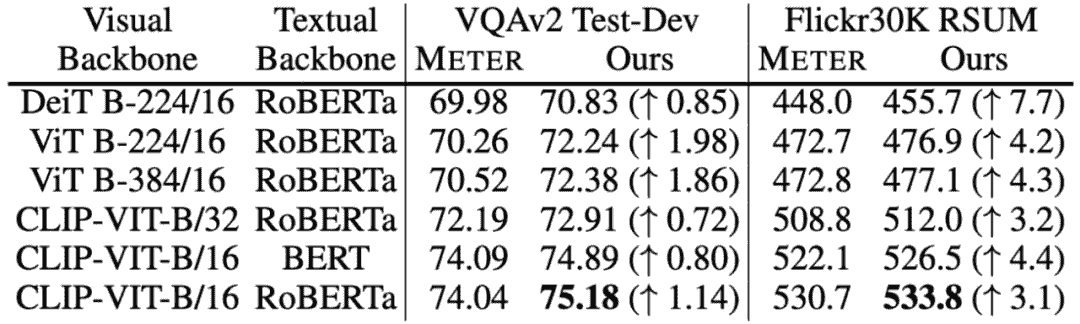 Visual Textual VQAv2 Test-Dev Flickr30K RSUM
Backbone Backbone METER Ours METER Ours
DeiT B-224/16 RoBERTa 69.98 70.83 (↑ 0.85) 448.0 455.7 (↑ 7.7)
ViT B-224/16 RoBERTa 70.26 72.24 (↑ 1.98) 472.7 476.9 (↑ 4.2)
ViT B-384/16 RoBERTa 70.52 72.38 (↑ 1.86) 472.8 477.1 (↑ 4.3)
CLIP-VIT-B/32 RoBERTa 72.19 72.91 (↑ 0.72) 508.8 512.0 (↑ 3.2)
CLIP-VIT-B/16 BERT 74.09 74.89 (↑ 0.80) 522.1 526.5 (↑ 4.4)
CLIP-VIT-B/16 RoBERTa 74.04 75.18 (↑ 1.14) 530.7 533.8 (↑ 3.1)